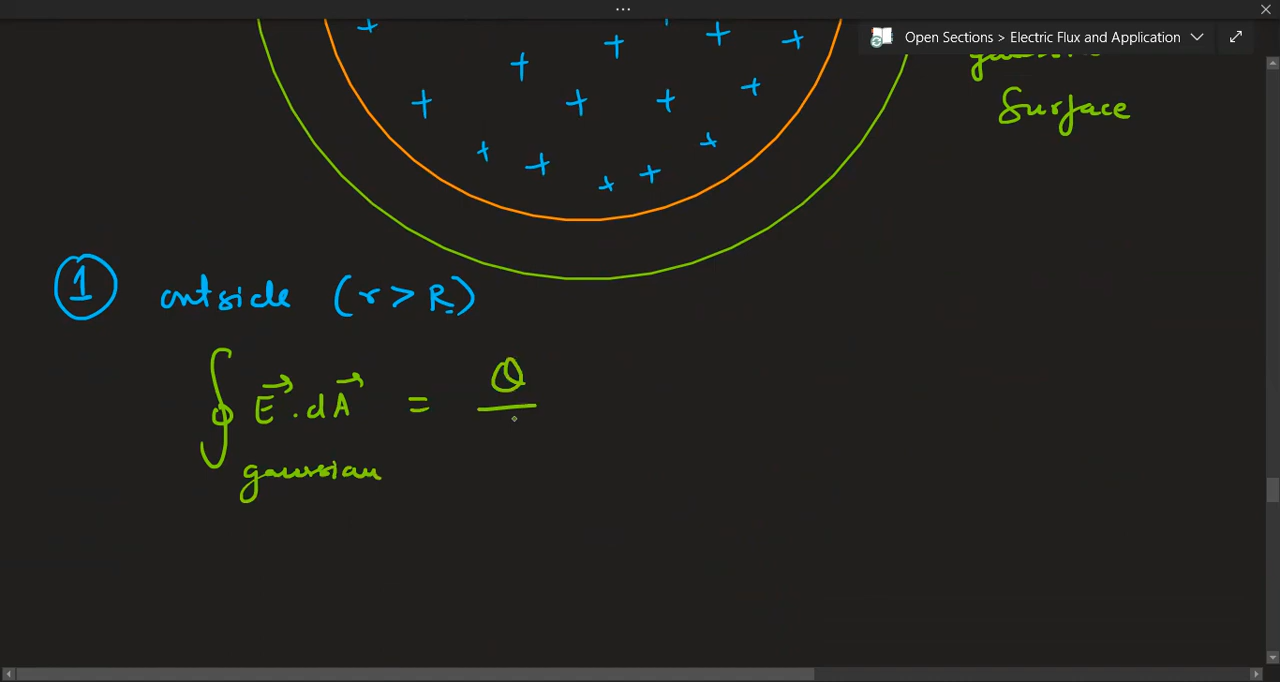 ...
Open Sections > Electric Flux and Application
Surface
1 outside (r > R)
∮ E⃗ . dA⃗ = Q
gaussian